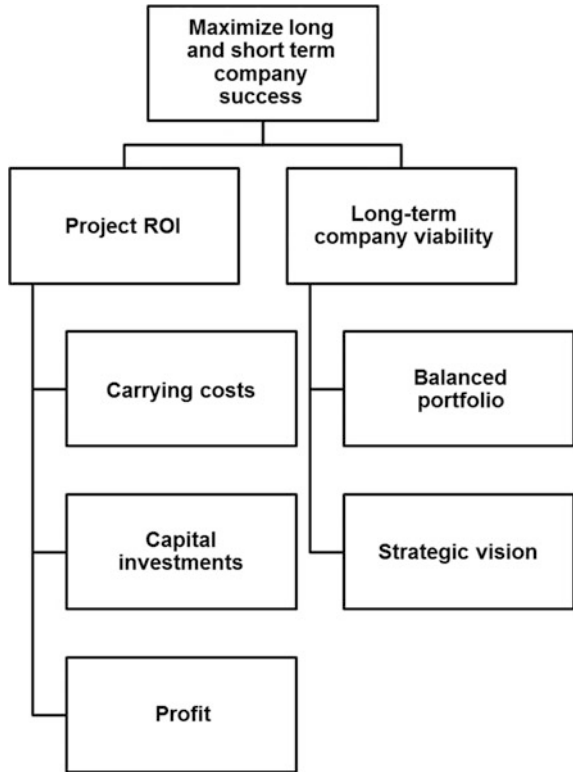 Maximize long
and short term
company
success
Project ROI
Long-term
company viability
Carrying costs
Balanced
portfolio
Capital
investments
Strategic vision
Profit